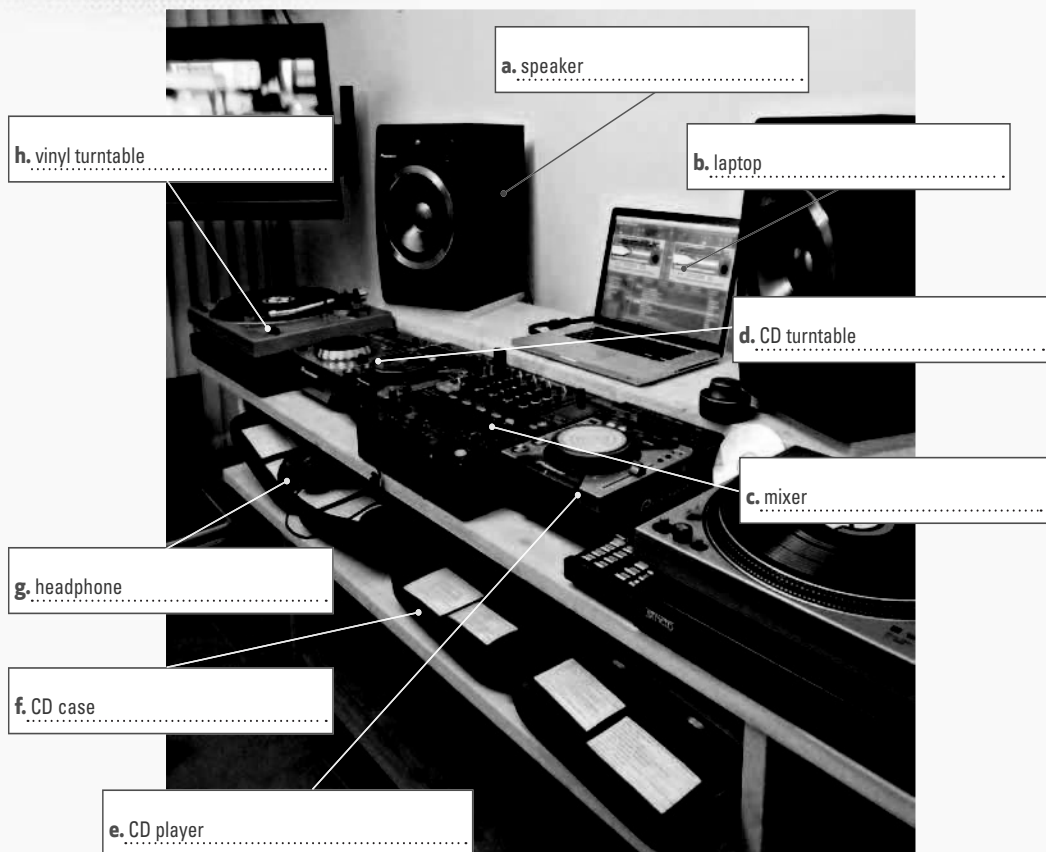 a. speaker
h. vinyl turntable
b. laptop
d. CD turntable
c. mixer
g. headphone
f. CD case
e. CD player